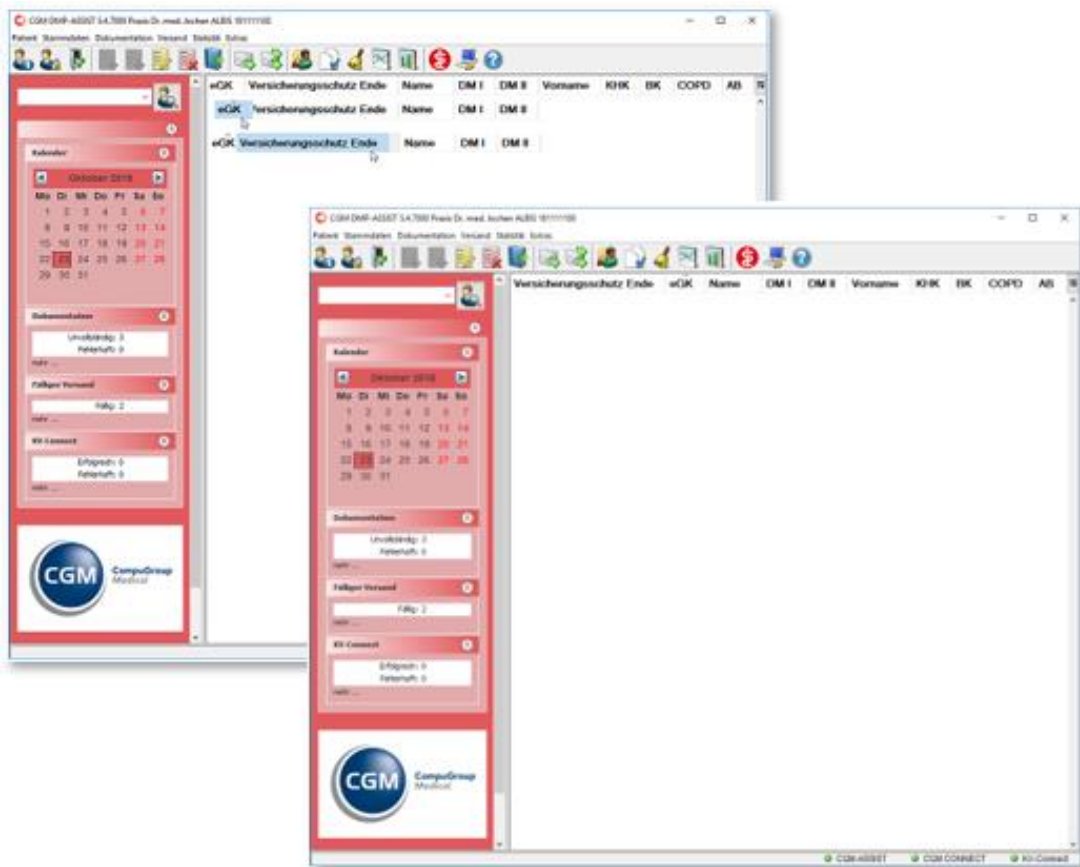 CGM DMP-ASSIST 5.4.7000 Praxis Dr. med. Jochen ALBIS
Patient Stammdaten Dokumentation Versand Statistik Extras
eGK Versicherungsschutz Ende Name DM I DM II Vorname KHK BK COPD AB
eGK Versicherungsschutz Ende Name DM I DM II
eGK Versicherungsschutz Ende Name DM I DM II
Kalender
Oktober 2018
Mo Di Mi Do Fr Sa So
1 2 3 4 5 6 7
8 9 10 11 12 13 14
15 16 17 18 19 20 21
22 23 24 25 26 27 28
29 30 31
Dokumentation
Unvollständig: 3
Fehlerhaft: 0
mehr ...
Fälliger Versand
Fällig: 2
mehr ...
KV-Connect
Erfolgreich: 0
Fehlerhaft: 0
mehr ...
CGM CompuGroup
Medical
CGM DMP-ASSIST 5.4.7000 Praxis Dr. med. Jochen ALBIS
Patient Stammdaten Dokumentation Versand Statistik Extras
Versicherungsschutz Ende eGK Name DM I DM II Vorname KHK BK COPD AB
Kalender
Oktober 2018
Mo Di Mi Do Fr Sa So
1 2 3 4 5 6 7
8 9 10 11 12 13 14
15 16 17 18 19 20 21
22 23 24 25 26 27 28
29 30 31
Dokumentation
Unvollständig: 3
Fehlerhaft: 0
mehr ...
Fälliger Versand
Fällig: 2
mehr ...
KV-Connect
Erfolgreich: 0
Fehlerhaft: 0
mehr ...
CGM CompuGroup
Medical
CGM ASSIST CGM CONNECT KV-Connect